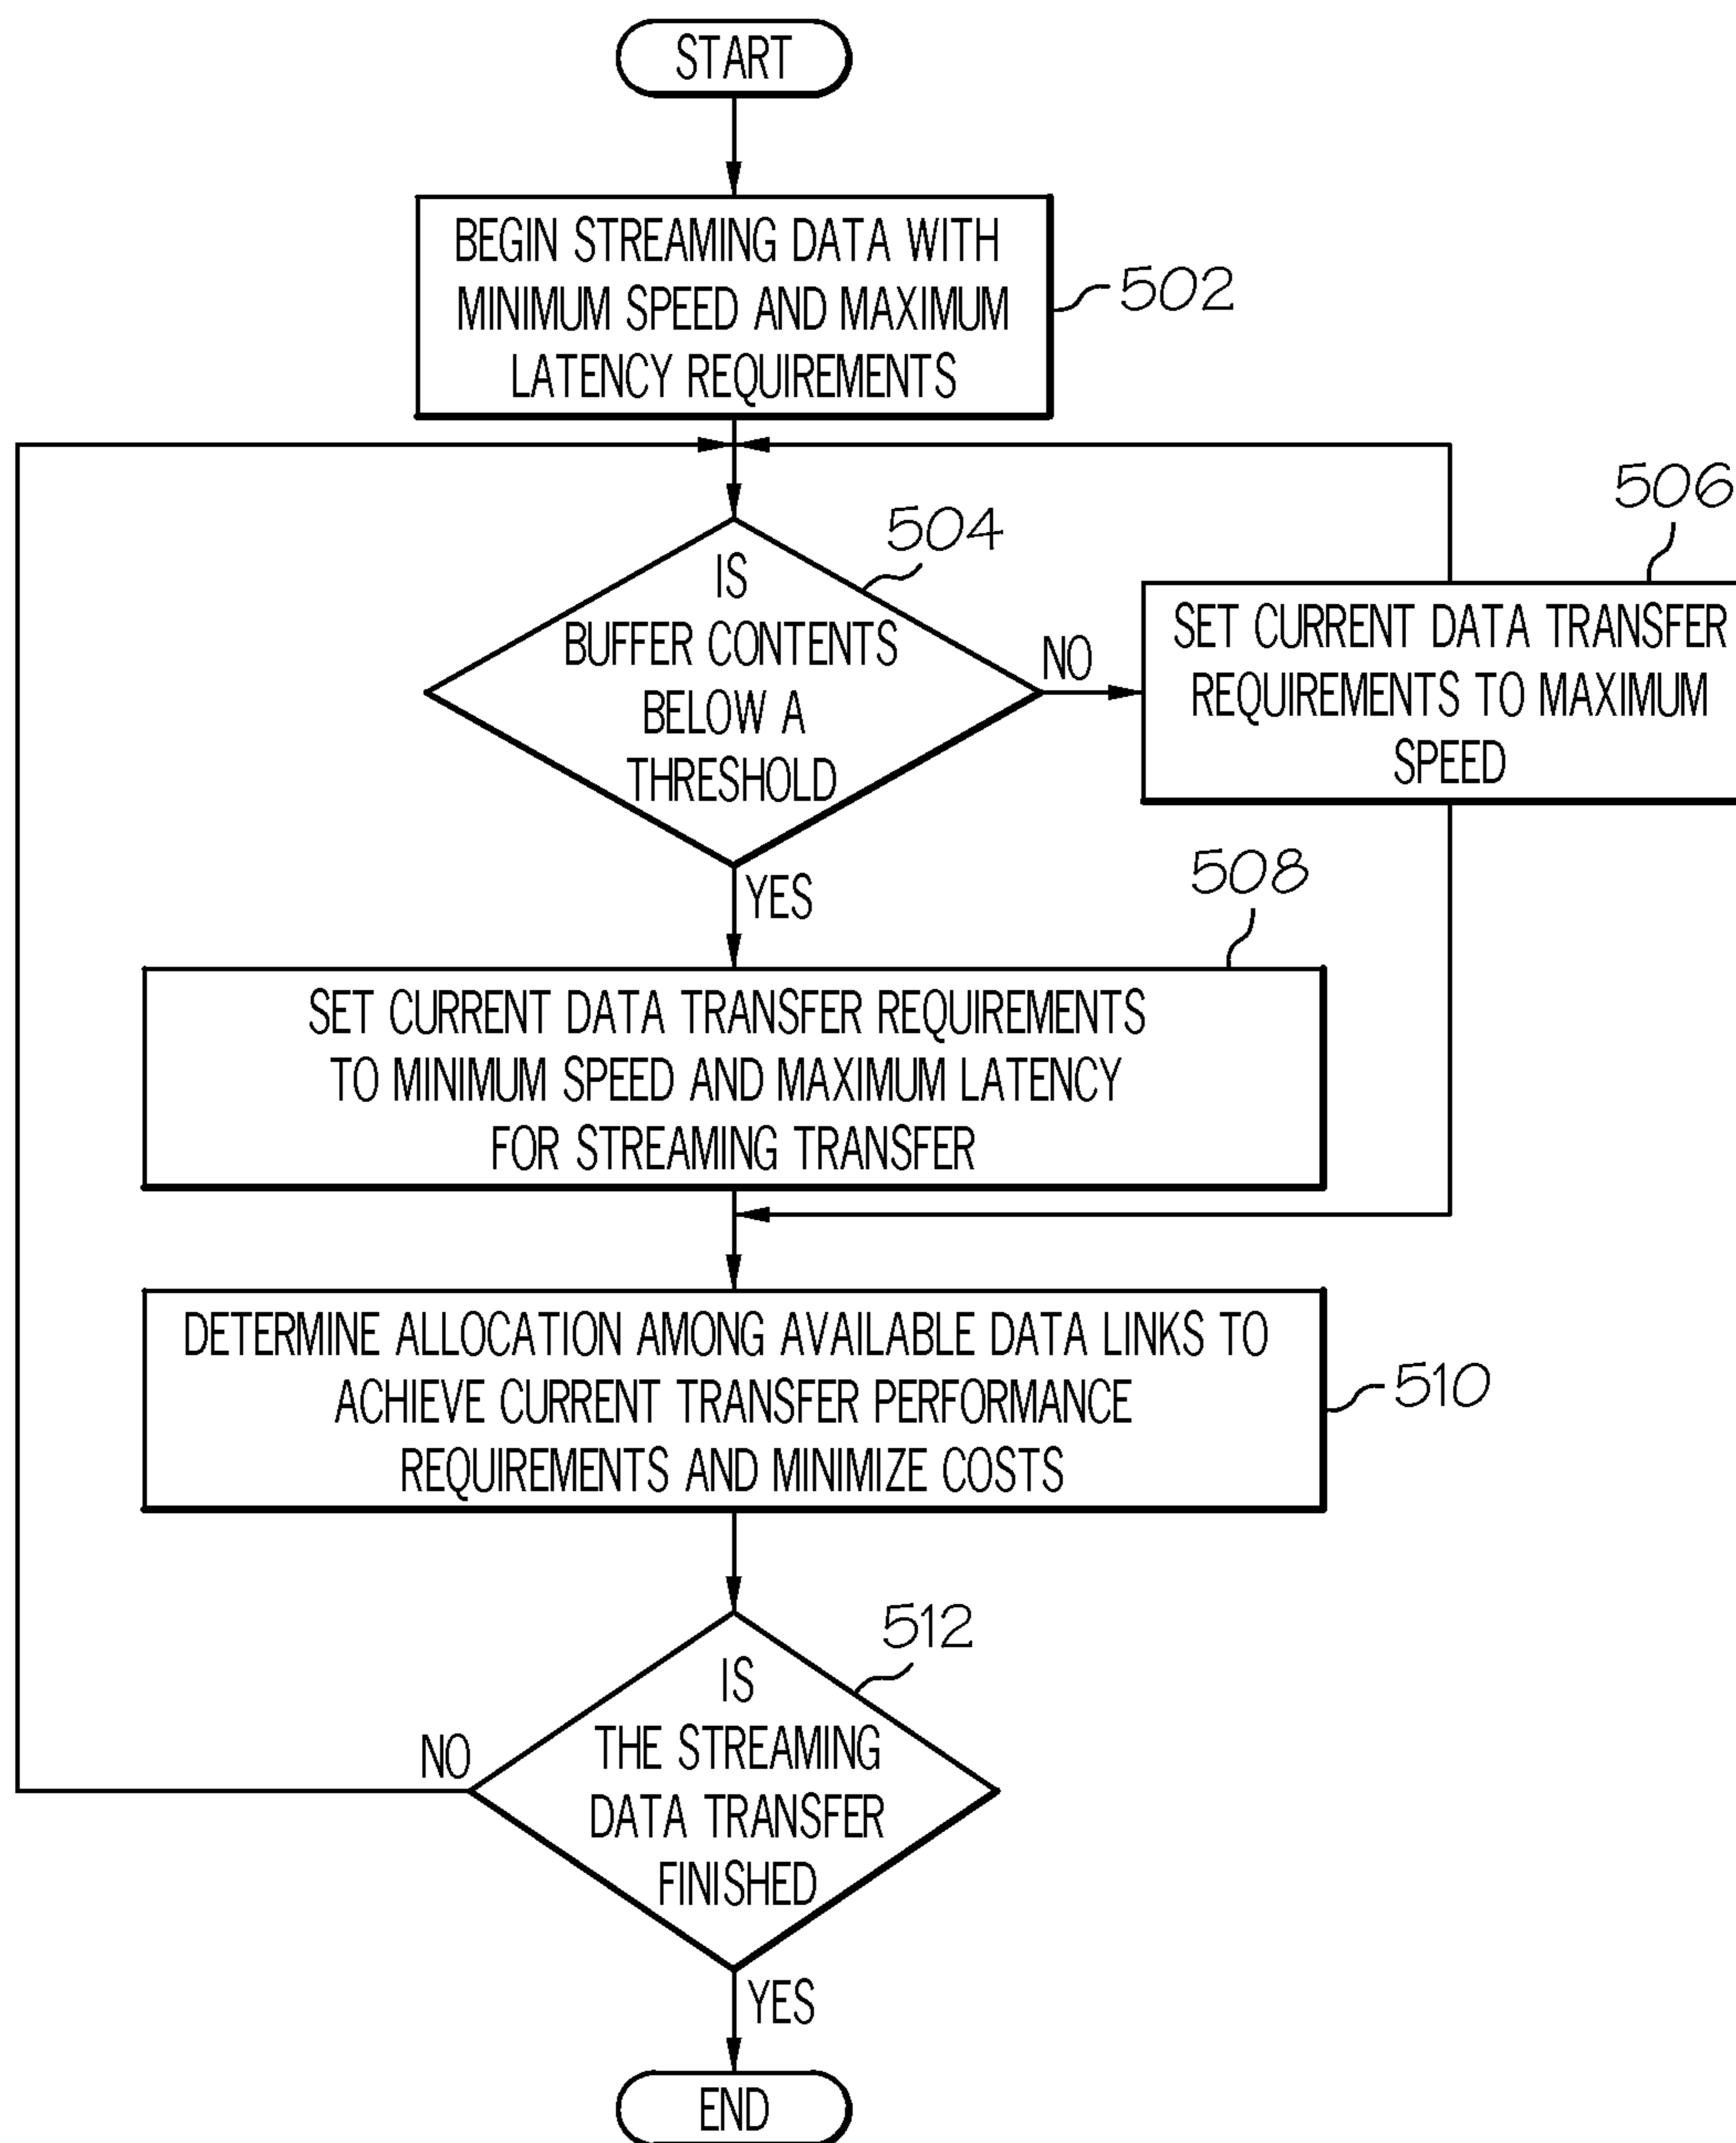 START
BEGIN STREAMING DATA WITH
MINIMUM SPEED AND MAXIMUM
LATENCY REQUIREMENTS
502
504
IS
BUFFER CONTENTS
BELOW A
THRESHOLD
NO
506
SET CURRENT DATA TRANSFER
REQUIREMENTS TO MAXIMUM
SPEED
YES
508
SET CURRENT DATA TRANSFER REQUIREMENTS
TO MINIMUM SPEED AND MAXIMUM LATENCY
FOR STREAMING TRANSFER
DETERMINE ALLOCATION AMONG AVAILABLE DATA LINKS TO
ACHIEVE CURRENT TRANSFER PERFORMANCE
REQUIREMENTS AND MINIMIZE COSTS
510
512
IS
THE STREAMING
DATA TRANSFER
FINISHED
NO
YES
END